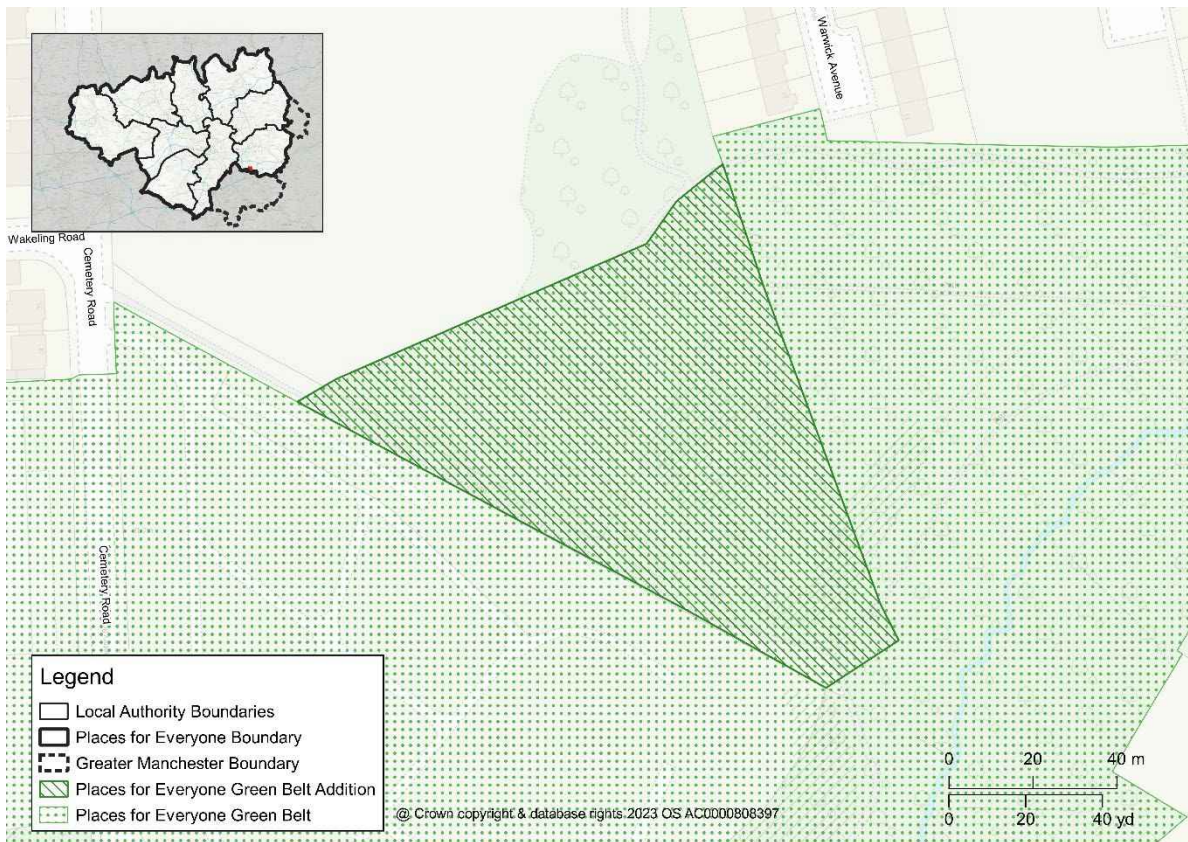 Warwick Avenue
Wakeling Road
Cemetery Road
Cemetery Road
Legend
Local Authority Boundaries
Places for Everyone Boundary
Greater Manchester Boundary
Places for Everyone Green Belt Addition
Places for Everyone Green Belt
@ Crown copyright & database rights 2023 OS AC0000808397
0 20 40 m
0 20 40 yd